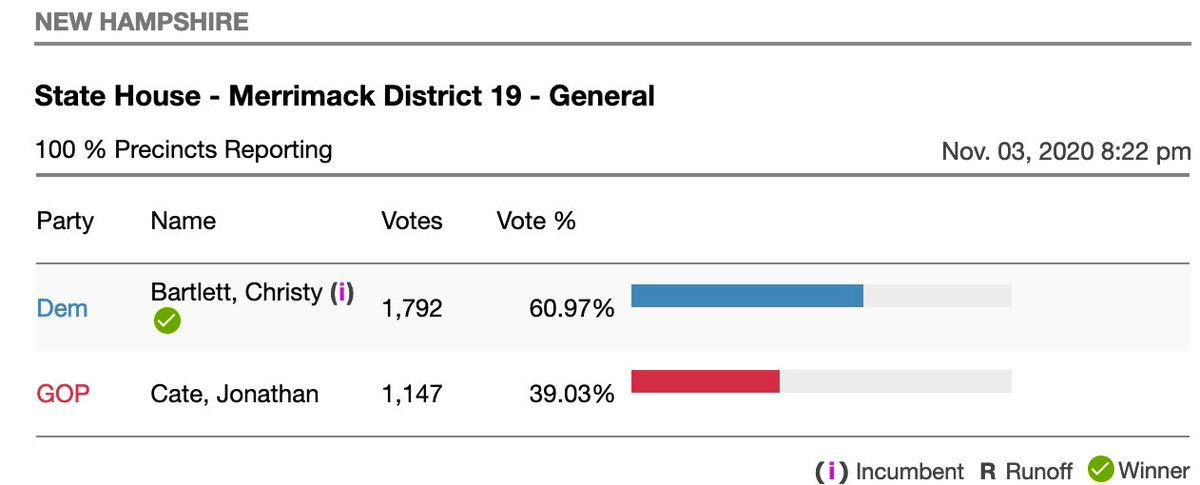 NEW HAMPSHIRE
State House - Merrimack District 19 - General
100 % Precincts Reporting Nov. 03, 2020 8:22 pm
Party Name Votes Vote %
Dem Bartlett, Christy (i) 1,792 60.97%
GOP Cate, Jonathan 1,147 39.03%
(i) Incumbent R Runoff Winner